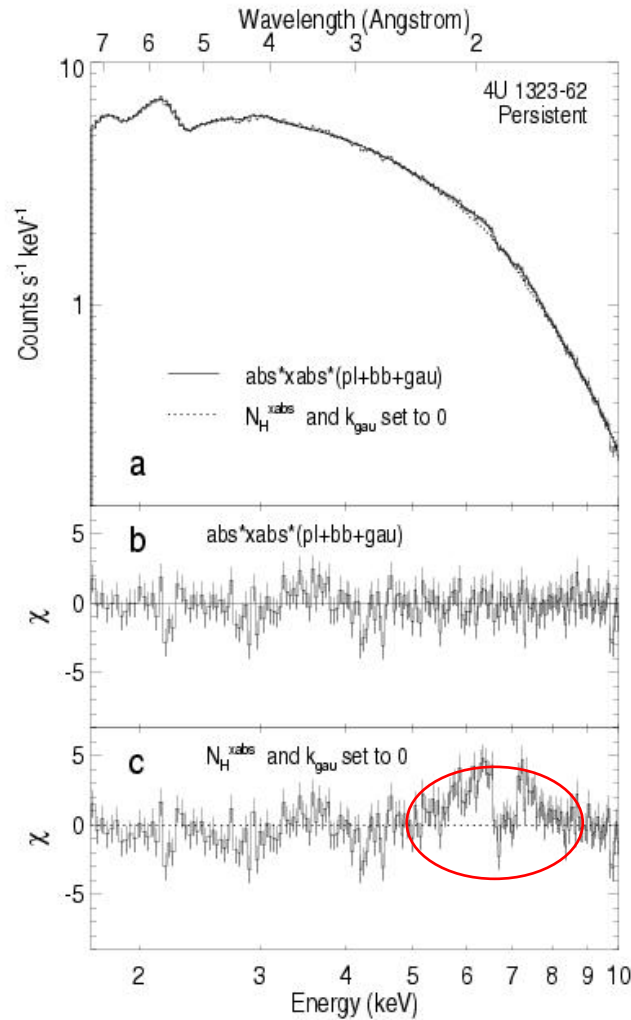 Wavelength (Angstrom)
7 6 5 4 3 2
10
4U 1323-62
Persistent
Counts s⁻¹ keV⁻¹
1
abs*xabs*(pl+bb+gau)
N_H^xabs and k_gau set to 0
a
b abs*xabs*(pl+bb+gau)
5
χ 0
-5
c N_H^xabs and k_gau set to 0
5
χ 0
-5
2 3 4 5 6 7 8 9 10
Energy (keV)